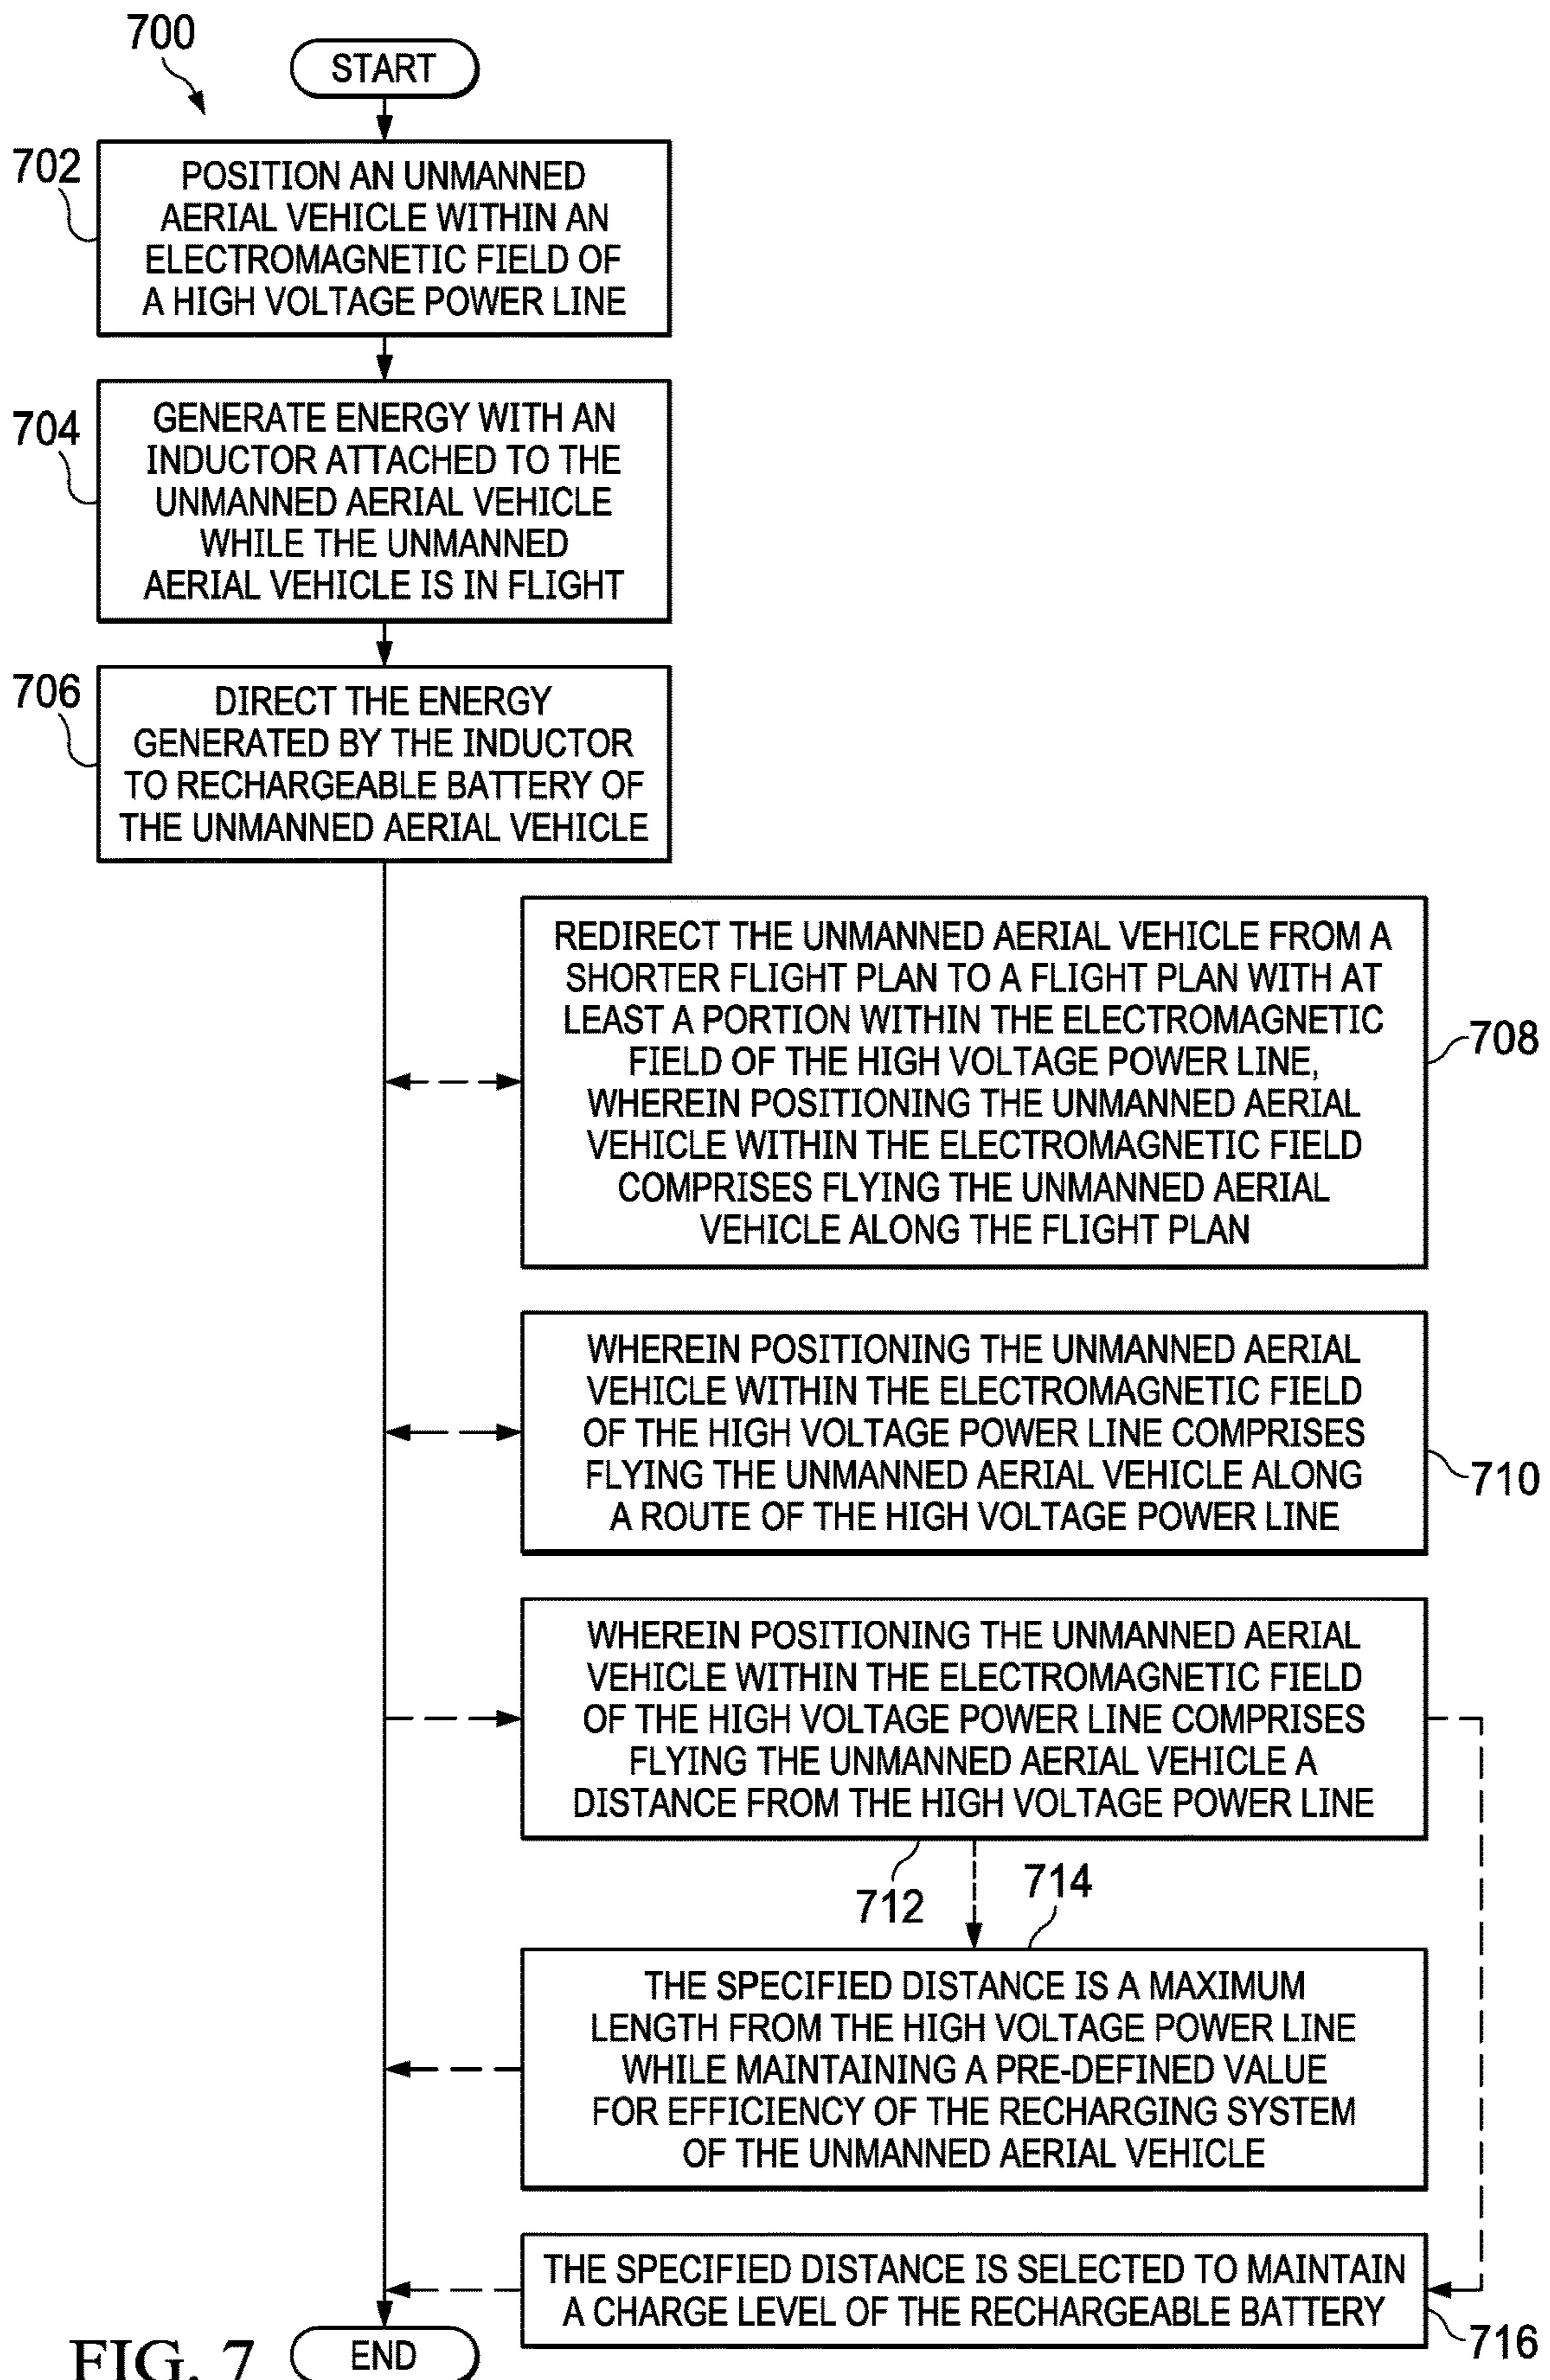 700
START
702
POSITION AN UNMANNED
AERIAL VEHICLE WITHIN AN
ELECTROMAGNETIC FIELD OF
A HIGH VOLTAGE POWER LINE
704
GENERATE ENERGY WITH AN
INDUCTOR ATTACHED TO THE
UNMANNED AERIAL VEHICLE
WHILE THE UNMANNED
AERIAL VEHICLE IS IN FLIGHT
706
DIRECT THE ENERGY
GENERATED BY THE INDUCTOR
TO RECHARGEABLE BATTERY OF
THE UNMANNED AERIAL VEHICLE
REDIRECT THE UNMANNED AERIAL VEHICLE FROM A
SHORTER FLIGHT PLAN TO A FLIGHT PLAN WITH AT
LEAST A PORTION WITHIN THE ELECTROMAGNETIC
FIELD OF THE HIGH VOLTAGE POWER LINE,
WHEREIN POSITIONING THE UNMANNED AERIAL
VEHICLE WITHIN THE ELECTROMAGNETIC FIELD
COMPRISES FLYING THE UNMANNED AERIAL
VEHICLE ALONG THE FLIGHT PLAN
708
WHEREIN POSITIONING THE UNMANNED AERIAL
VEHICLE WITHIN THE ELECTROMAGNETIC FIELD
OF THE HIGH VOLTAGE POWER LINE COMPRISES
FLYING THE UNMANNED AERIAL VEHICLE ALONG
A ROUTE OF THE HIGH VOLTAGE POWER LINE
710
WHEREIN POSITIONING THE UNMANNED AERIAL
VEHICLE WITHIN THE ELECTROMAGNETIC FIELD
OF THE HIGH VOLTAGE POWER LINE COMPRISES
FLYING THE UNMANNED AERIAL VEHICLE A
DISTANCE FROM THE HIGH VOLTAGE POWER LINE
712
714
THE SPECIFIED DISTANCE IS A MAXIMUM
LENGTH FROM THE HIGH VOLTAGE POWER LINE
WHILE MAINTAINING A PRE-DEFINED VALUE
FOR EFFICIENCY OF THE RECHARGING SYSTEM
OF THE UNMANNED AERIAL VEHICLE
THE SPECIFIED DISTANCE IS SELECTED TO MAINTAIN
A CHARGE LEVEL OF THE RECHARGEABLE BATTERY
716
END
FIG. 7